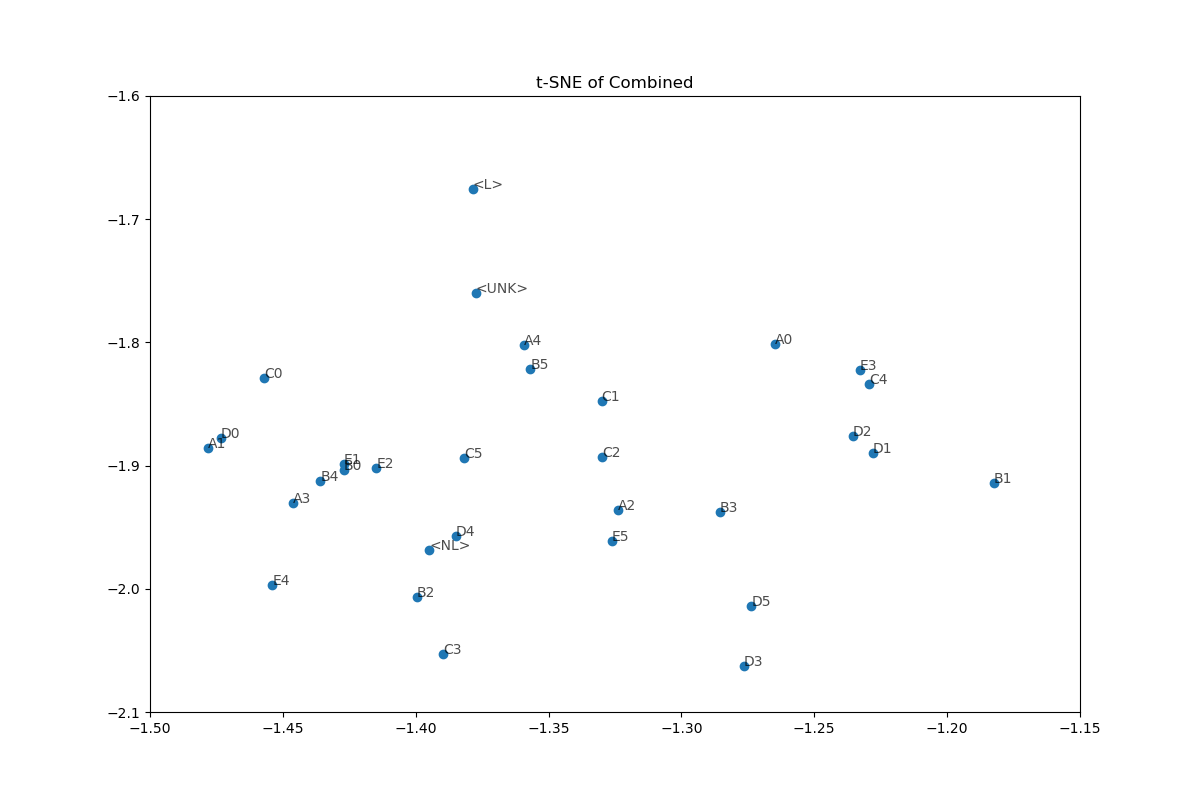 t-SNE of Combined
−1.6
<L>
−1.7
<UNK>
−1.8
A4
A0
B5
E3
C0
C4
C1
D0
D2
A1
D1
C5
C2
E1
B0
E2
B4
B1
−1.9
A3
A2
B3
D4
E5
<NL>
E4
−2.0
B2
D5
C3
D3
−2.1
−1.50
−1.45
−1.40
−1.35
−1.30
−1.25
−1.20
−1.15